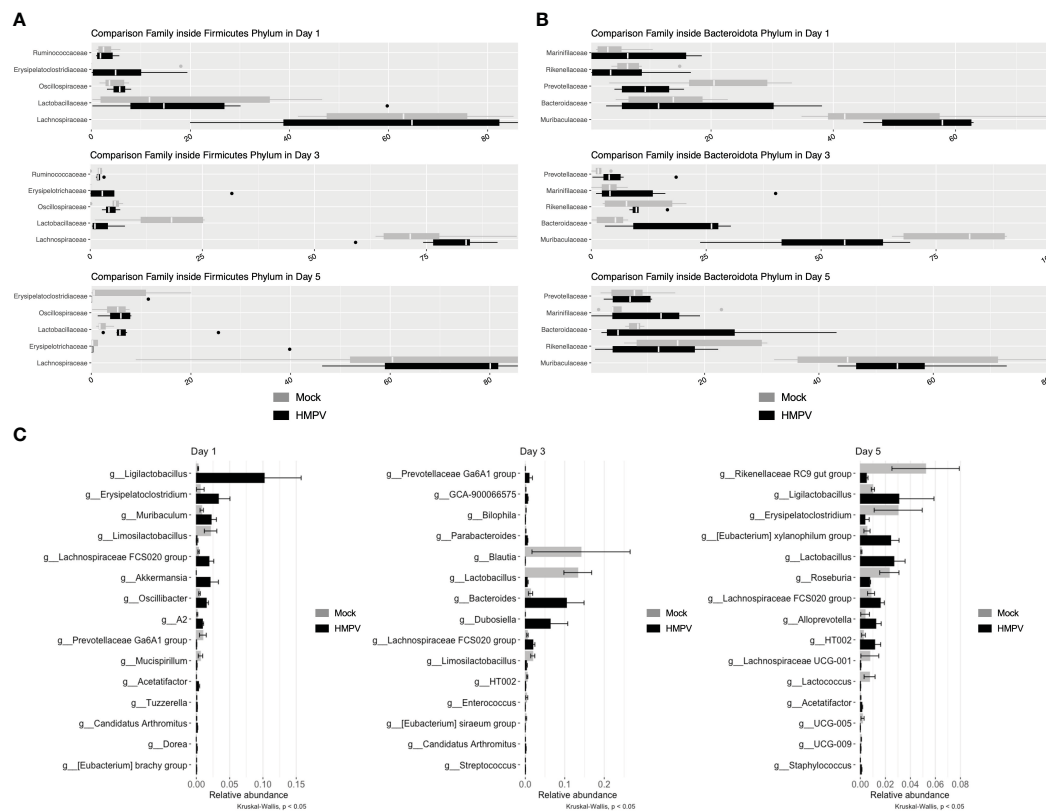 A
Comparison Family inside Firmicutes Phylum in Day 1
Ruminococcaceae
Erysipelatoclostridiaceae
Oscillospiraceae
Lactobacillaceae
Lachnospiraceae
0 20 40 60 80
Comparison Family inside Firmicutes Phylum in Day 3
Ruminococcaceae
Erysipelotrichaceae
Oscillospiraceae
Lactobacillaceae
Lachnospiraceae
0 25 50 75
Comparison Family inside Firmicutes Phylum in Day 5
Erysipelatoclostridiaceae
Oscillospiraceae
Lactobacillaceae
Erysipelotrichaceae
Lachnospiraceae
0 20 40 60 80
Mock
HMPV
B
Comparison Family inside Bacteroidota Phylum in Day 1
Marinifilaceae
Rikenellaceae
Prevotellaceae
Bacteroidaceae
Muribaculaceae
0 20 40 60
Comparison Family inside Bacteroidota Phylum in Day 3
Prevotellaceae
Marinifilaceae
Rikenellaceae
Bacteroidaceae
Muribaculaceae
0 25 50 75
Comparison Family inside Bacteroidota Phylum in Day 5
Prevotellaceae
Marinifilaceae
Bacteroidaceae
Rikenellaceae
Muribaculaceae
0 20 40 60
Mock
HMPV
C
Day 1
g__Ligilactobacillus
g__Erysipelatoclostridium
g__Muribaculum
g__Limosilactobacillus
g__Lachnospiraceae FCS020 group
g__Akkermansia
g__Oscillibacter
g__A2
g__Prevotellaceae Ga6A1 group
g__Mucispirillum
g__Acetatifactor
g__Tuzzerella
g__Candidatus Arthromitus
g__Dorea
g__[Eubacterium] brachy group
0.00 0.05 0.10 0.15
Relative abundance
Kruskal-Wallis, p < 0.05
Mock
HMPV
Day 3
g__Prevotellaceae Ga6A1 group
g__GCA-900066575
g__Bilophila
g__Parabacteroides
g__Blautia
g__Lactobacillus
g__Bacteroides
g__Dubosiella
g__Lachnospiraceae FCS020 group
g__Limosilactobacillus
g__HT002
g__Enterococcus
g__[Eubacterium] siraeum group
g__Candidatus Arthromitus
g__Streptococcus
0.0 0.1 0.2
Relative abundance
Kruskal-Wallis, p < 0.05
Mock
HMPV
Day 5
g__Rikenellaceae RC9 gut group
g__Ligilactobacillus
g__Erysipelatoclostridium
g__[Eubacterium] xylanophilum group
g__Lactobacillus
g__Roseburia
g__Lachnospiraceae FCS020 group
g__Alloprevotella
g__HT002
g__Lachnospiraceae UCG-001
g__Lactococcus
g__Acetatifactor
g__UCG-005
g__UCG-009
g__Staphylococcus
0.00 0.02 0.04 0.06 0.08
Relative abundance
Kruskal-Wallis, p < 0.05
Mock
HMPV